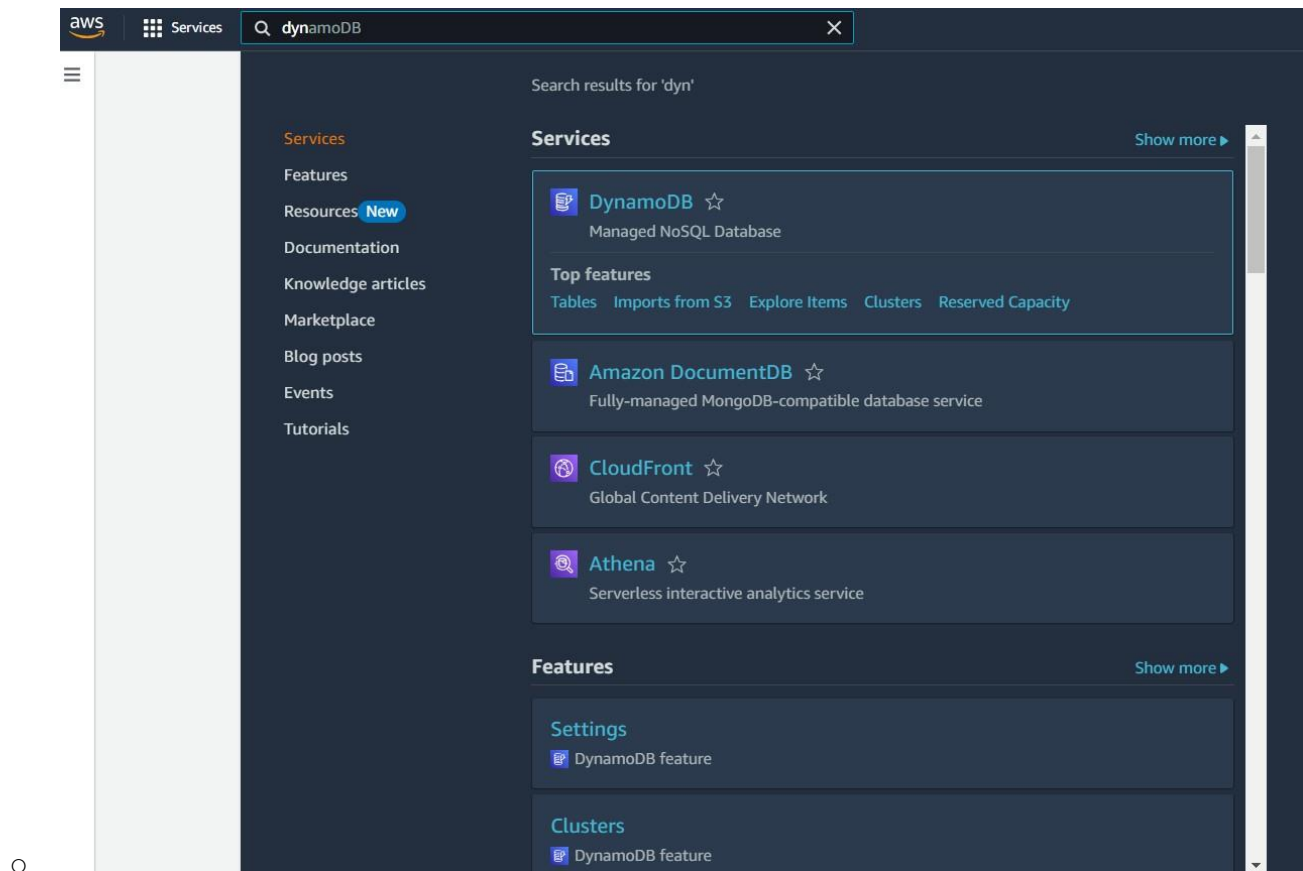 aws
Services
dynamoDB
Search results for 'dyn'
Services
Features
Resources New
Documentation
Knowledge articles
Marketplace
Blog posts
Events
Tutorials
Services Show more
DynamoDB
Managed NoSQL Database
Top features
Tables Imports from S3 Explore Items Clusters Reserved Capacity
Amazon DocumentDB
Fully-managed MongoDB-compatible database service
CloudFront
Global Content Delivery Network
Athena
Serverless interactive analytics service
Features Show more
Settings
DynamoDB feature
Clusters
DynamoDB feature